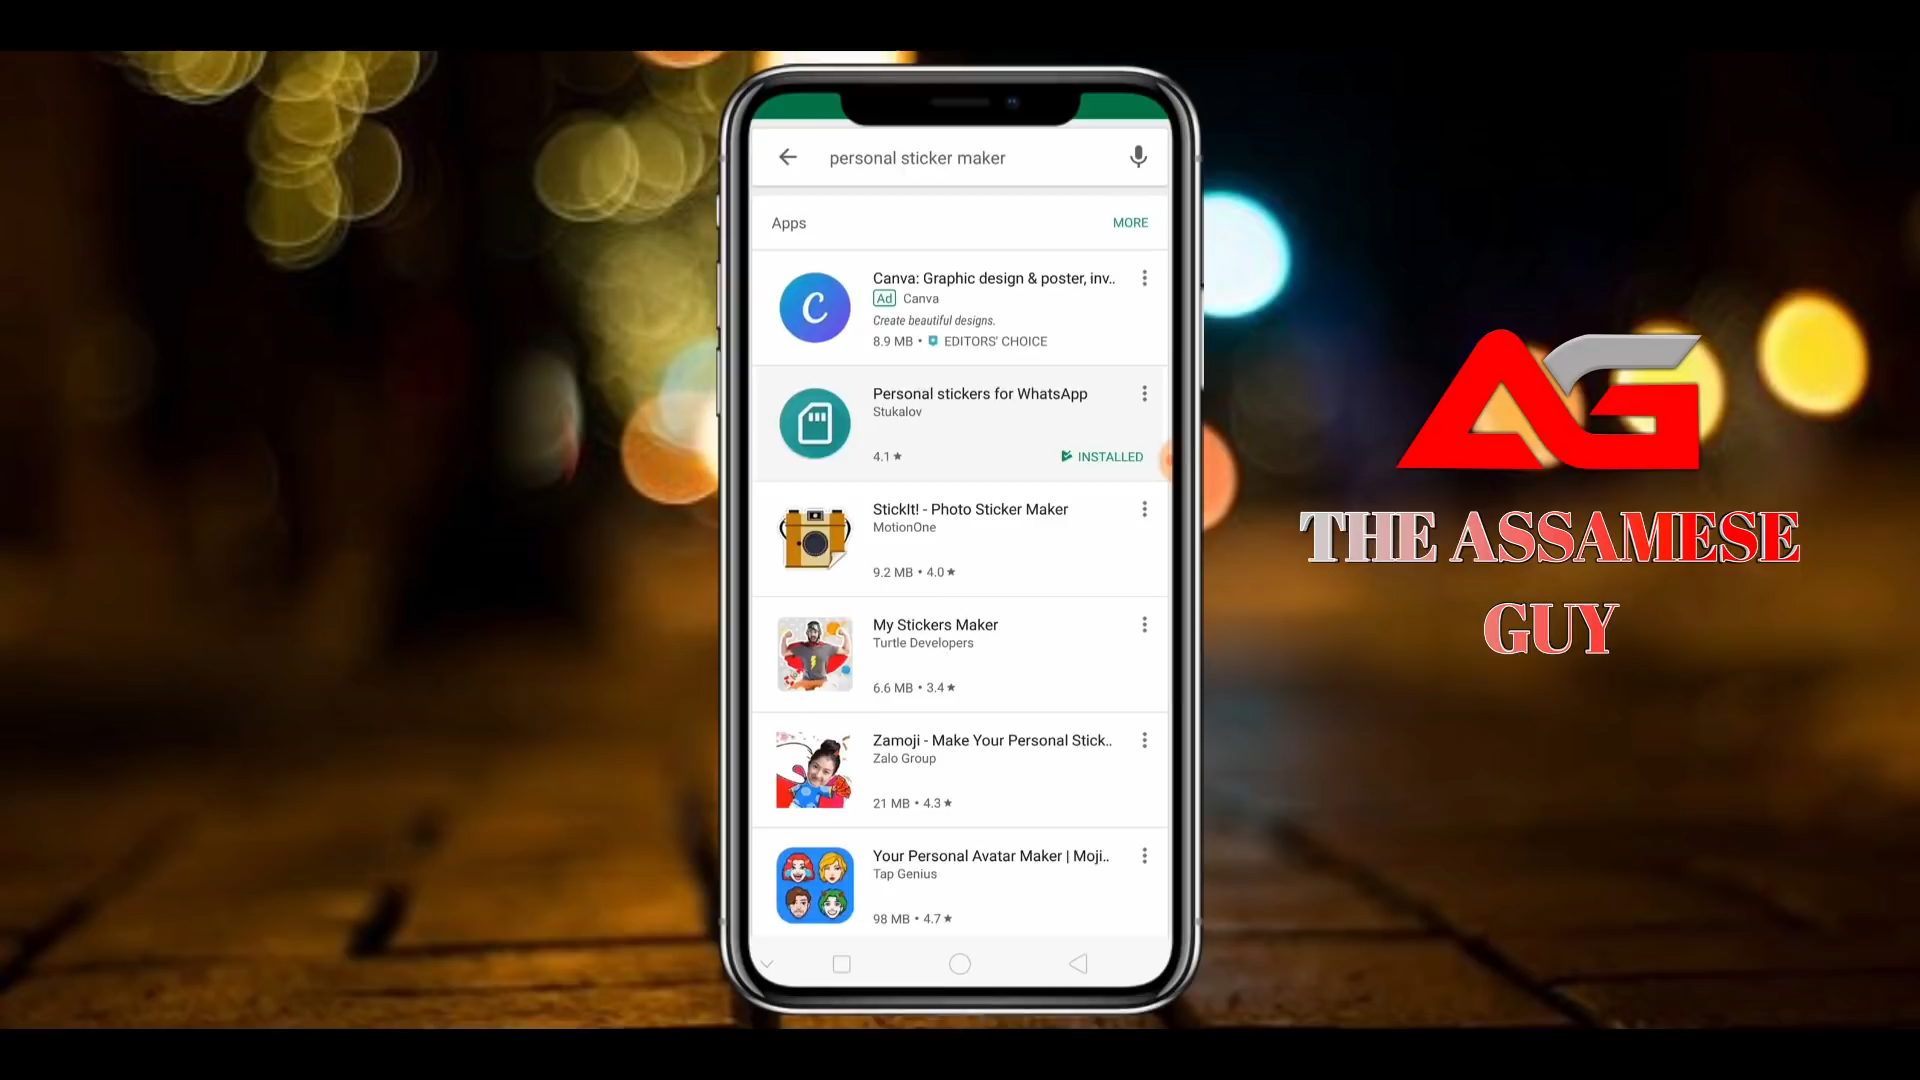 personal sticker maker
Apps
MORE
Canva: Graphic design & poster, inv..
Ad Canva
Create beautiful designs.
8.9 MB • EDITORS' CHOICE
Personal stickers for WhatsApp
Stukalov
4.1 ★
INSTALLED
StickIt! - Photo Sticker Maker
MotionOne
9.2 MB • 4.0 ★
My Stickers Maker
Turtle Developers
6.6 MB • 3.4 ★
Zamoji - Make Your Personal Stick..
Zalo Group
21 MB • 4.3 ★
Your Personal Avatar Maker | Moji..
Tap Genius
98 MB • 4.7 ★
AG
THE ASSAMESE
GUY